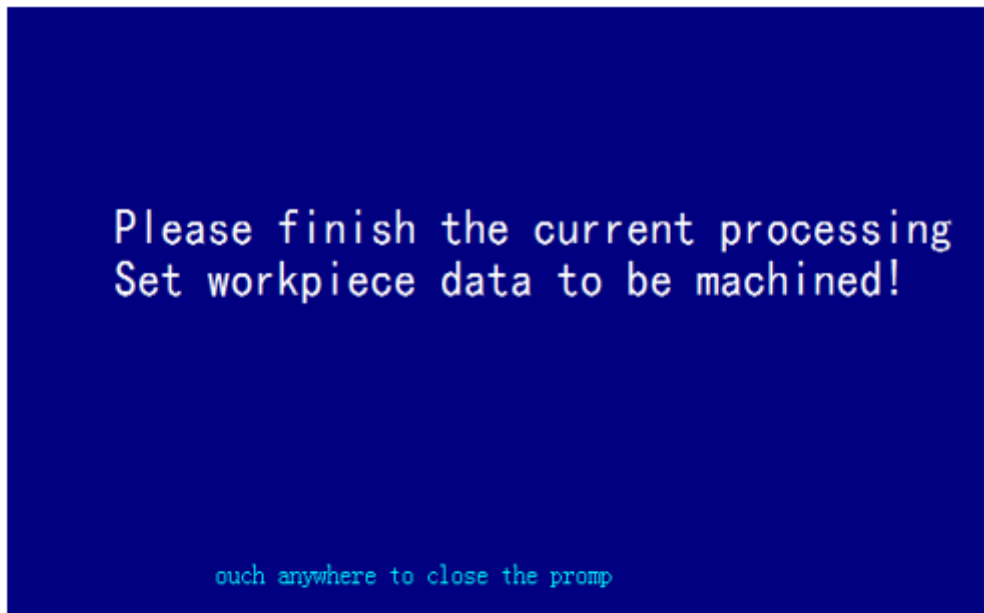 Please finish the current processing
Set workpiece data to be machined!
ouch anywhere to close the promp